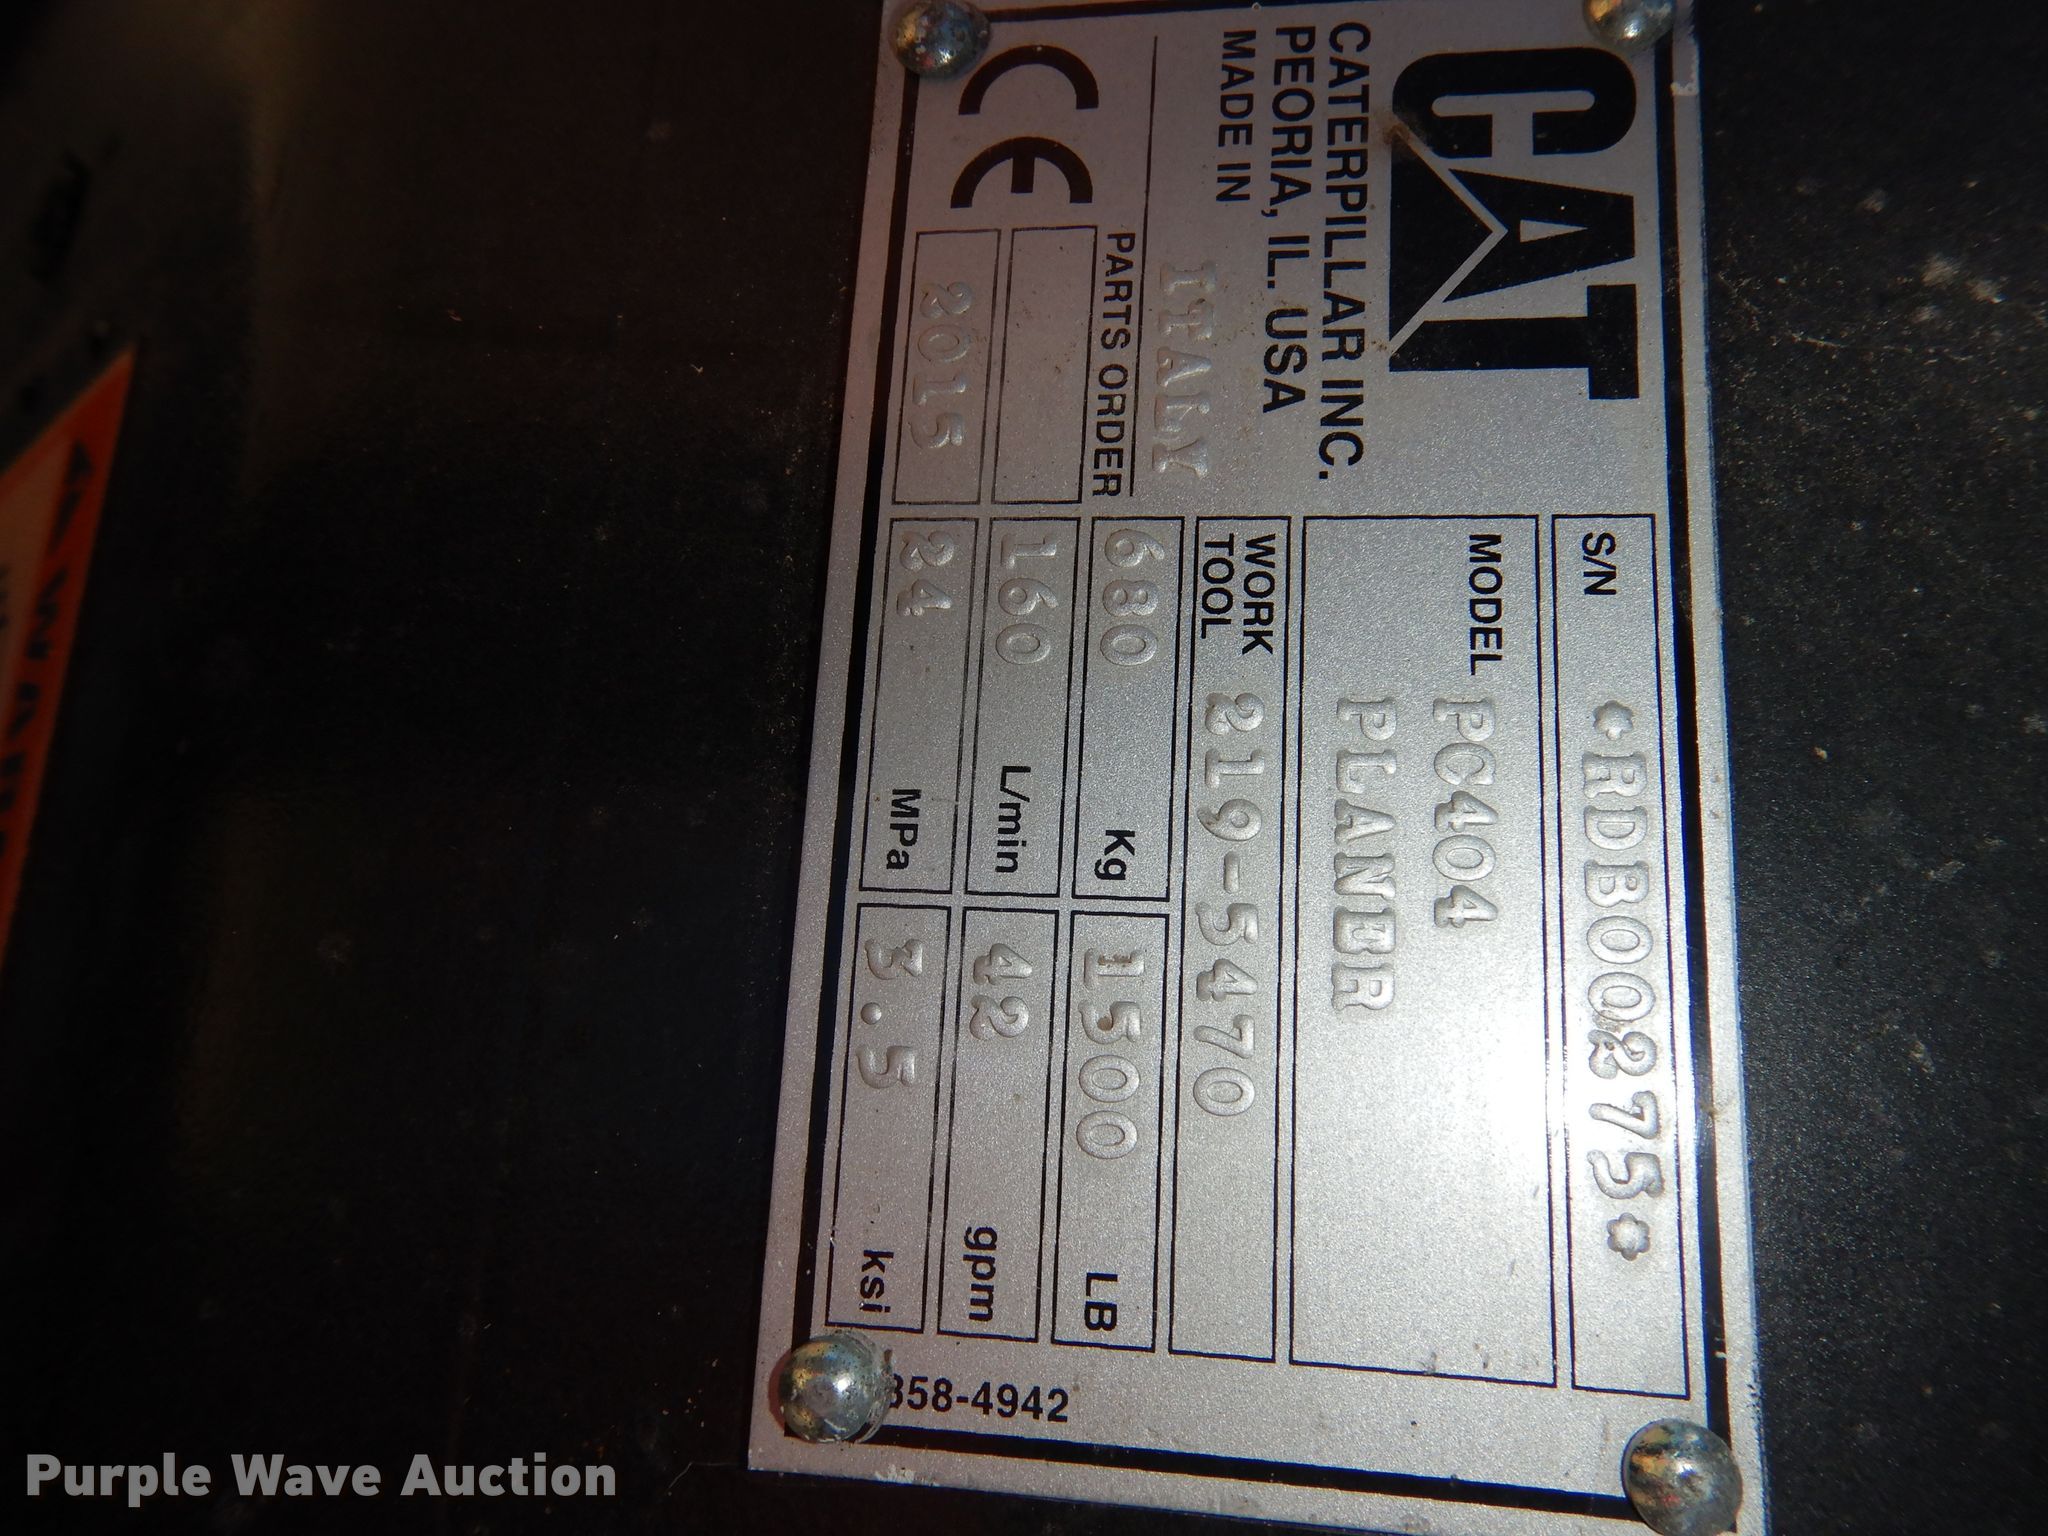 CAT
CATERPILLAR INC.
PEORIA, IL. USA
MADE IN
ITALY
PARTS ORDER
CE
2015
S/N *RDB00275*
MODEL PC404
PLANER
WORK
TOOL 219-5470
680 Kg 1500 LB
160 L/min 42 gpm
24 MPa 3.5 ksi
358-4942
Purple Wave Auction